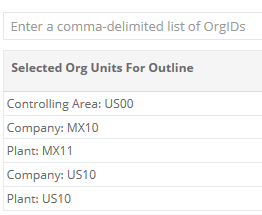 Enter a comma-delimited list of OrgIDs
Selected Org Units For Outline
Controlling Area: US00
Company: MX10
Plant: MX11
Company: US10
Plant: US10